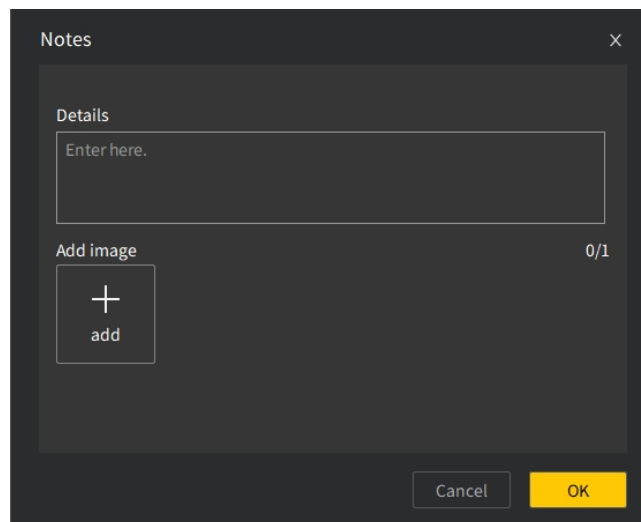 Notes X
Details
Enter here.
Add image 0/1
add
Cancel OK